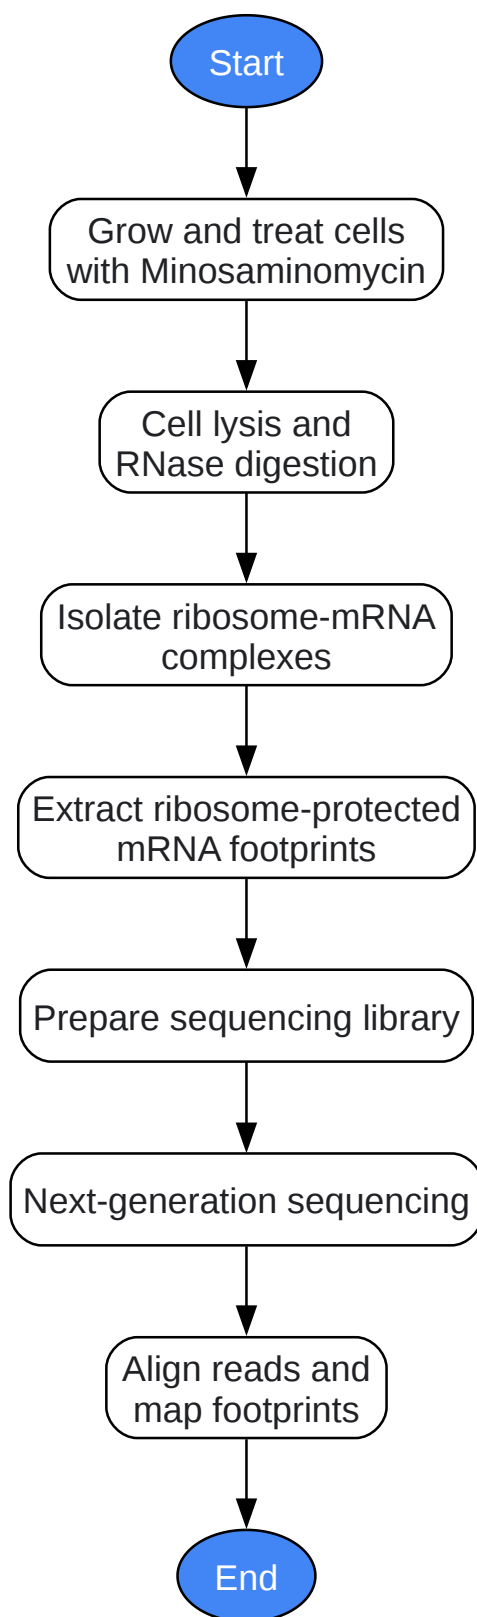 Start
Grow and treat cells
with Minosaminomycin
Cell lysis and
RNase digestion
Isolate ribosome-mRNA
complexes
Extract ribosome-protected
mRNA footprints
Prepare sequencing library
Next-generation sequencing
Align reads and
map footprints
End